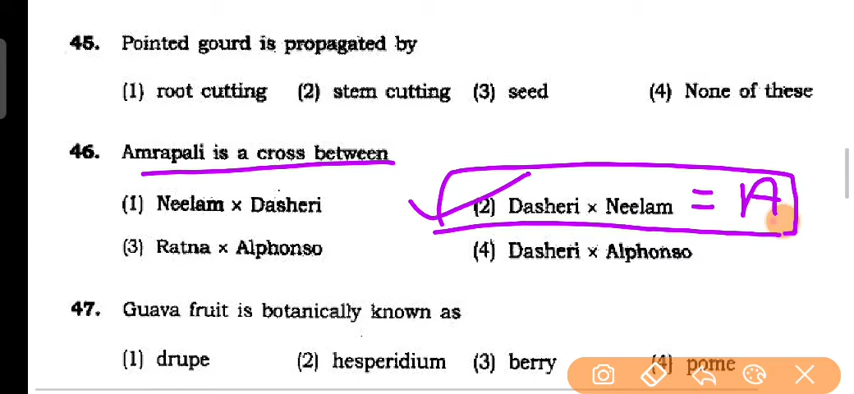 45. Pointed gourd is propagated by
(1) root cutting (2) stem cutting (3) seed (4) None of these
46. Amrapali is a cross between
(1) Neelam × Dasheri (2) Dasheri × Neelam = A
(3) Ratna × Alphonso (4) Dasheri × Alphonso
47. Guava fruit is botanically known as
(1) drupe (2) hesperidium (3) berry (4) pome